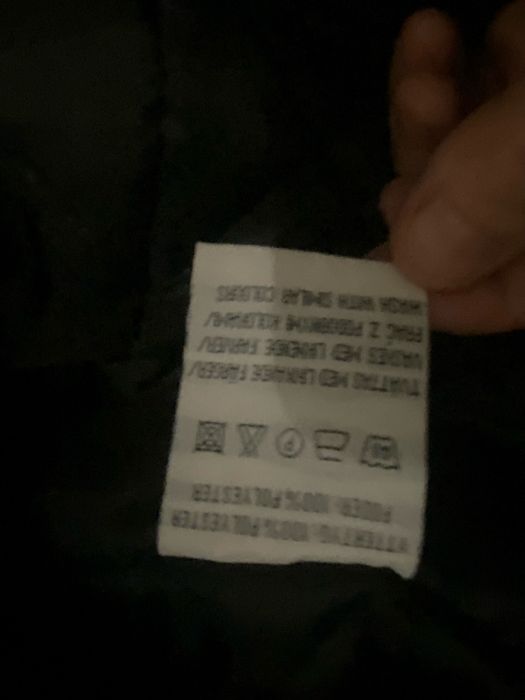 YTTERTYG: 100% POLYESTER
FODER: 100% POLYESTER
TVÄTTAS MED LIKNANDE FÄRGER/
VASKES MED LIKNENDE FARVER/
PRAĆ Z PODOBNYMI KOLORAMI/
WASH WITH SIMILAR COLOURS